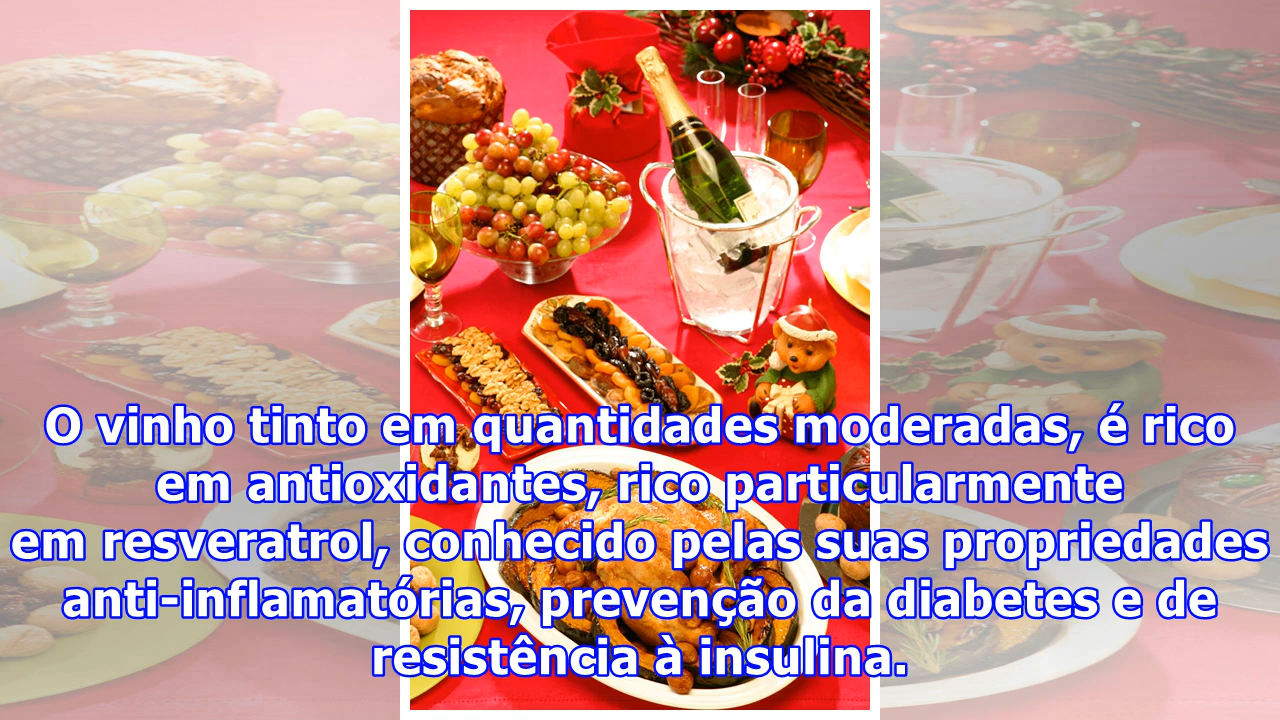 O vinho tinto em quantidades moderadas, é rico
em antioxidantes, rico particularmente
em resveratrol, conhecido pelas suas propriedades
anti-inflamatórias, prevenção da diabetes e de
resistência à insulina.